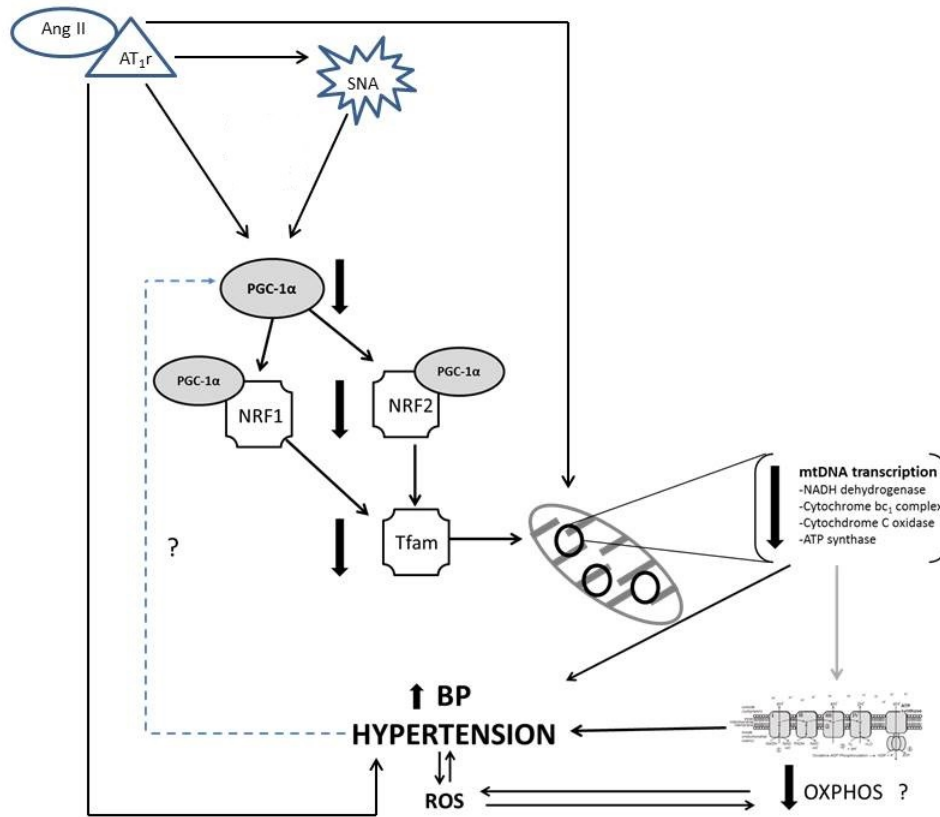 Ang II
AT₁r
SNA
PGC-1α
PGC-1α
PGC-1α
NRF1
NRF2
mtDNA transcription
-NADH dehydrogenase
-Cytochrome bc₁ complex
-Cytochdrome C oxidase
-ATP synthase
?
Tfam
BP
HYPERTENSION
ROS
OXPHOS ?